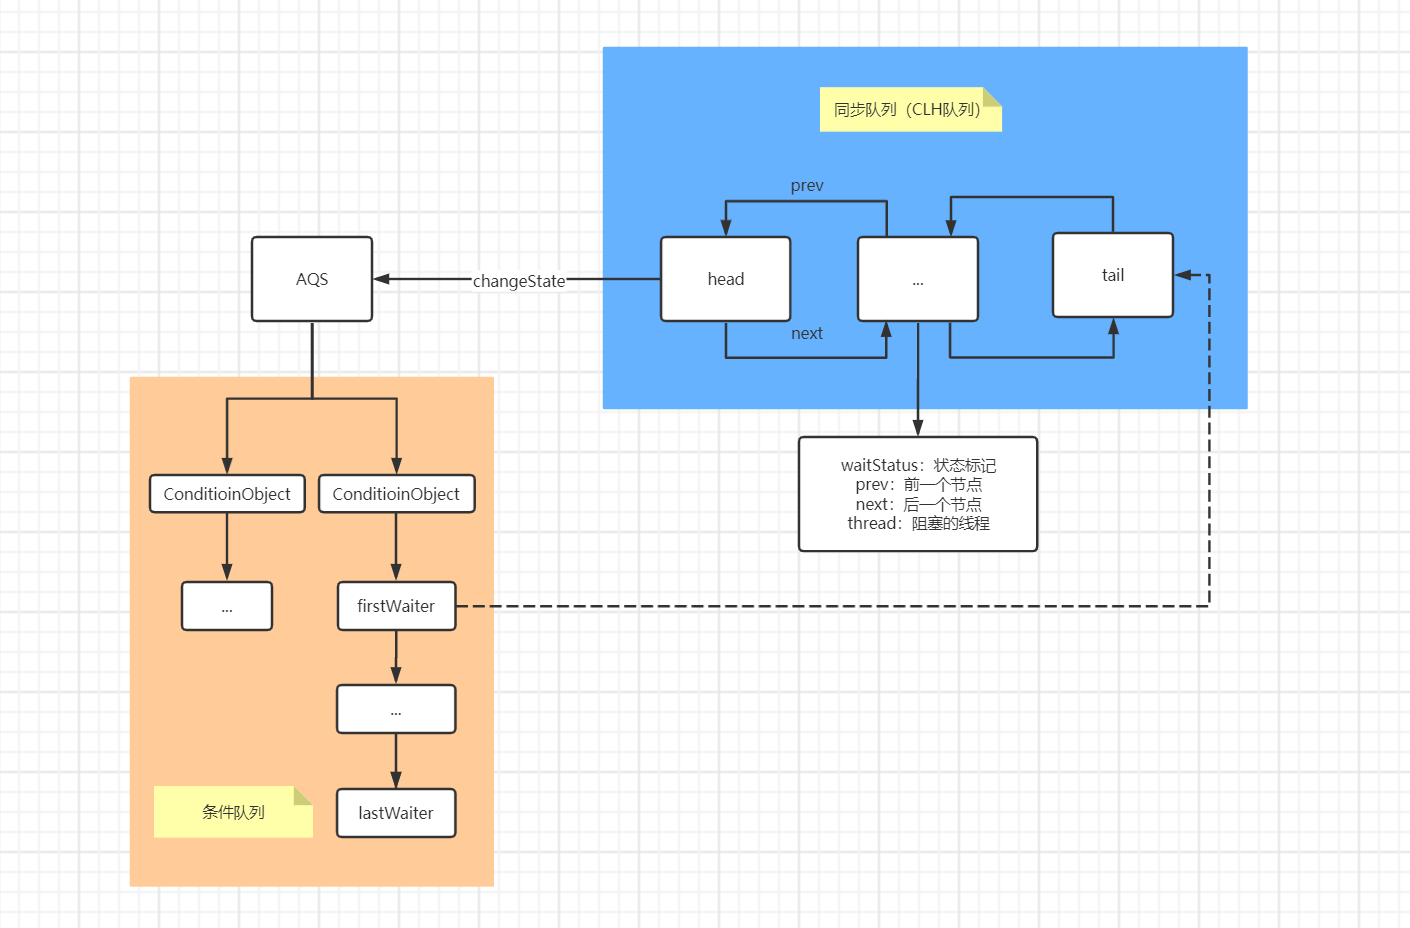 同步队列（CLH队列）
prev
AQS
changeState
head
...
tail
next
waitStatus：状态标记
prev：前一个节点
next：后一个节点
thread：阻塞的线程
ConditioinObject
ConditioinObject
...
firstWaiter
...
条件队列
lastWaiter